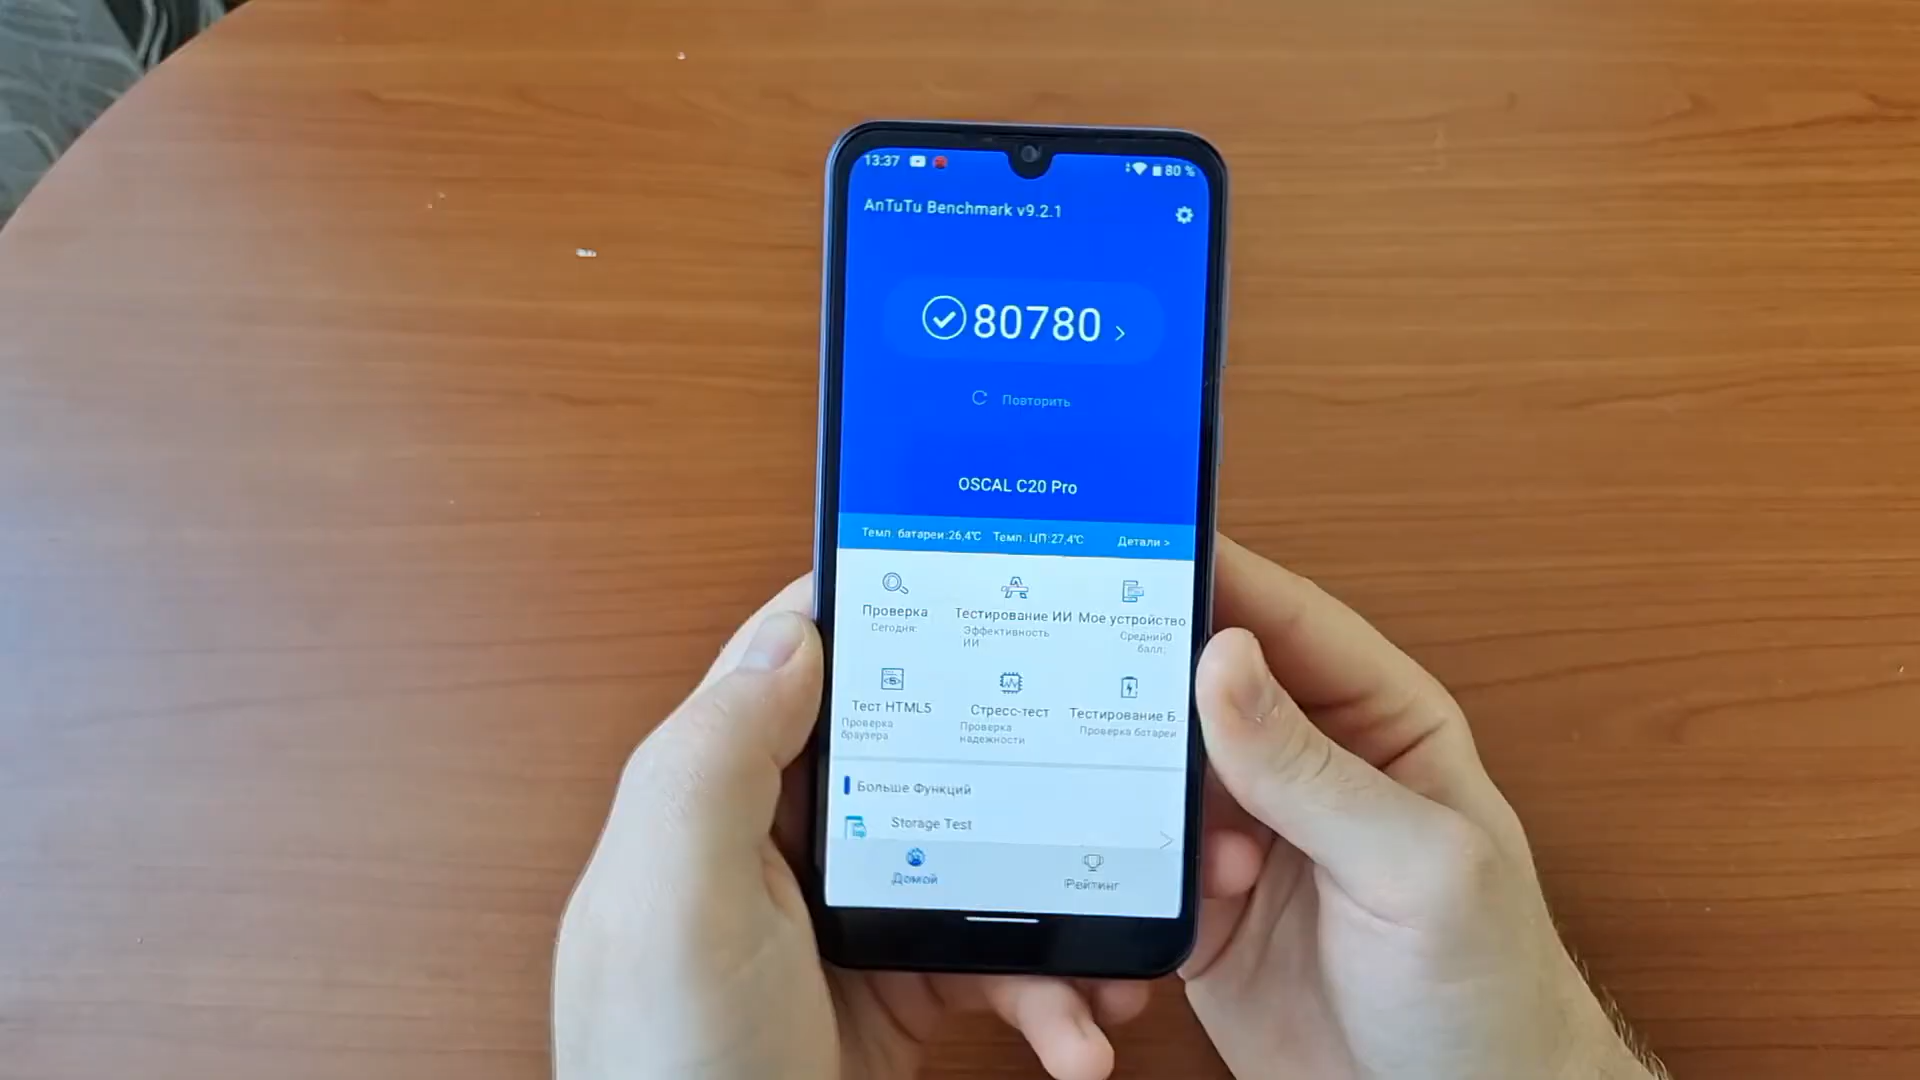 13:37 80 %
AnTuTu Benchmark v9.2.1
80780
Повторить
OSCAL C20 Pro
Темп. батареи:26,4℃ Темп. ЦП:27,4℃ Детали >
Проверка
Сегодня:
Тестирование ИИ
Эффективность
ИИ
Мое устройство
Средний0
балл:
Тест HTML5
Проверка
браузера
Стресс-тест
Проверка
надежности
Тестирование Б...
Проверка батареи
Больше Функций
Storage Test
Домой
Рейтинг